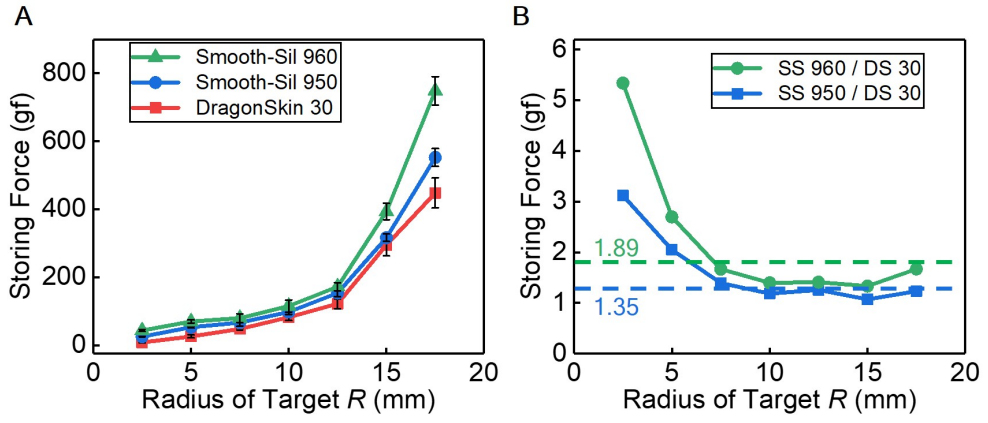 A
Storing Force (gf)
800
600
400
200
0
Smooth-Sil 960
Smooth-Sil 950
DragonSkin 30
0 5 10 15 20
Radius of Target R (mm)
B
Storing Force (gf)
6
5
4
3
2
1
0
SS 960 / DS 30
SS 950 / DS 30
1.89
1.35
0 5 10 15 20
Radius of Target R (mm)